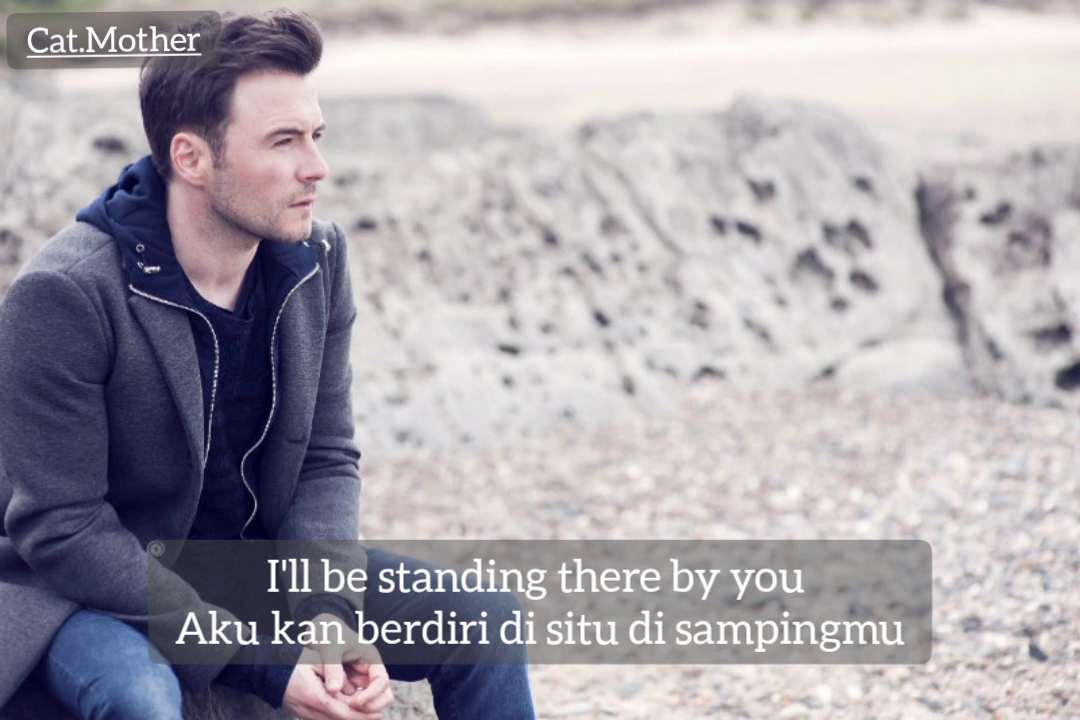 Cat.Mother
I'll be standing there by you
Aku kan berdiri di situ di sampingmu